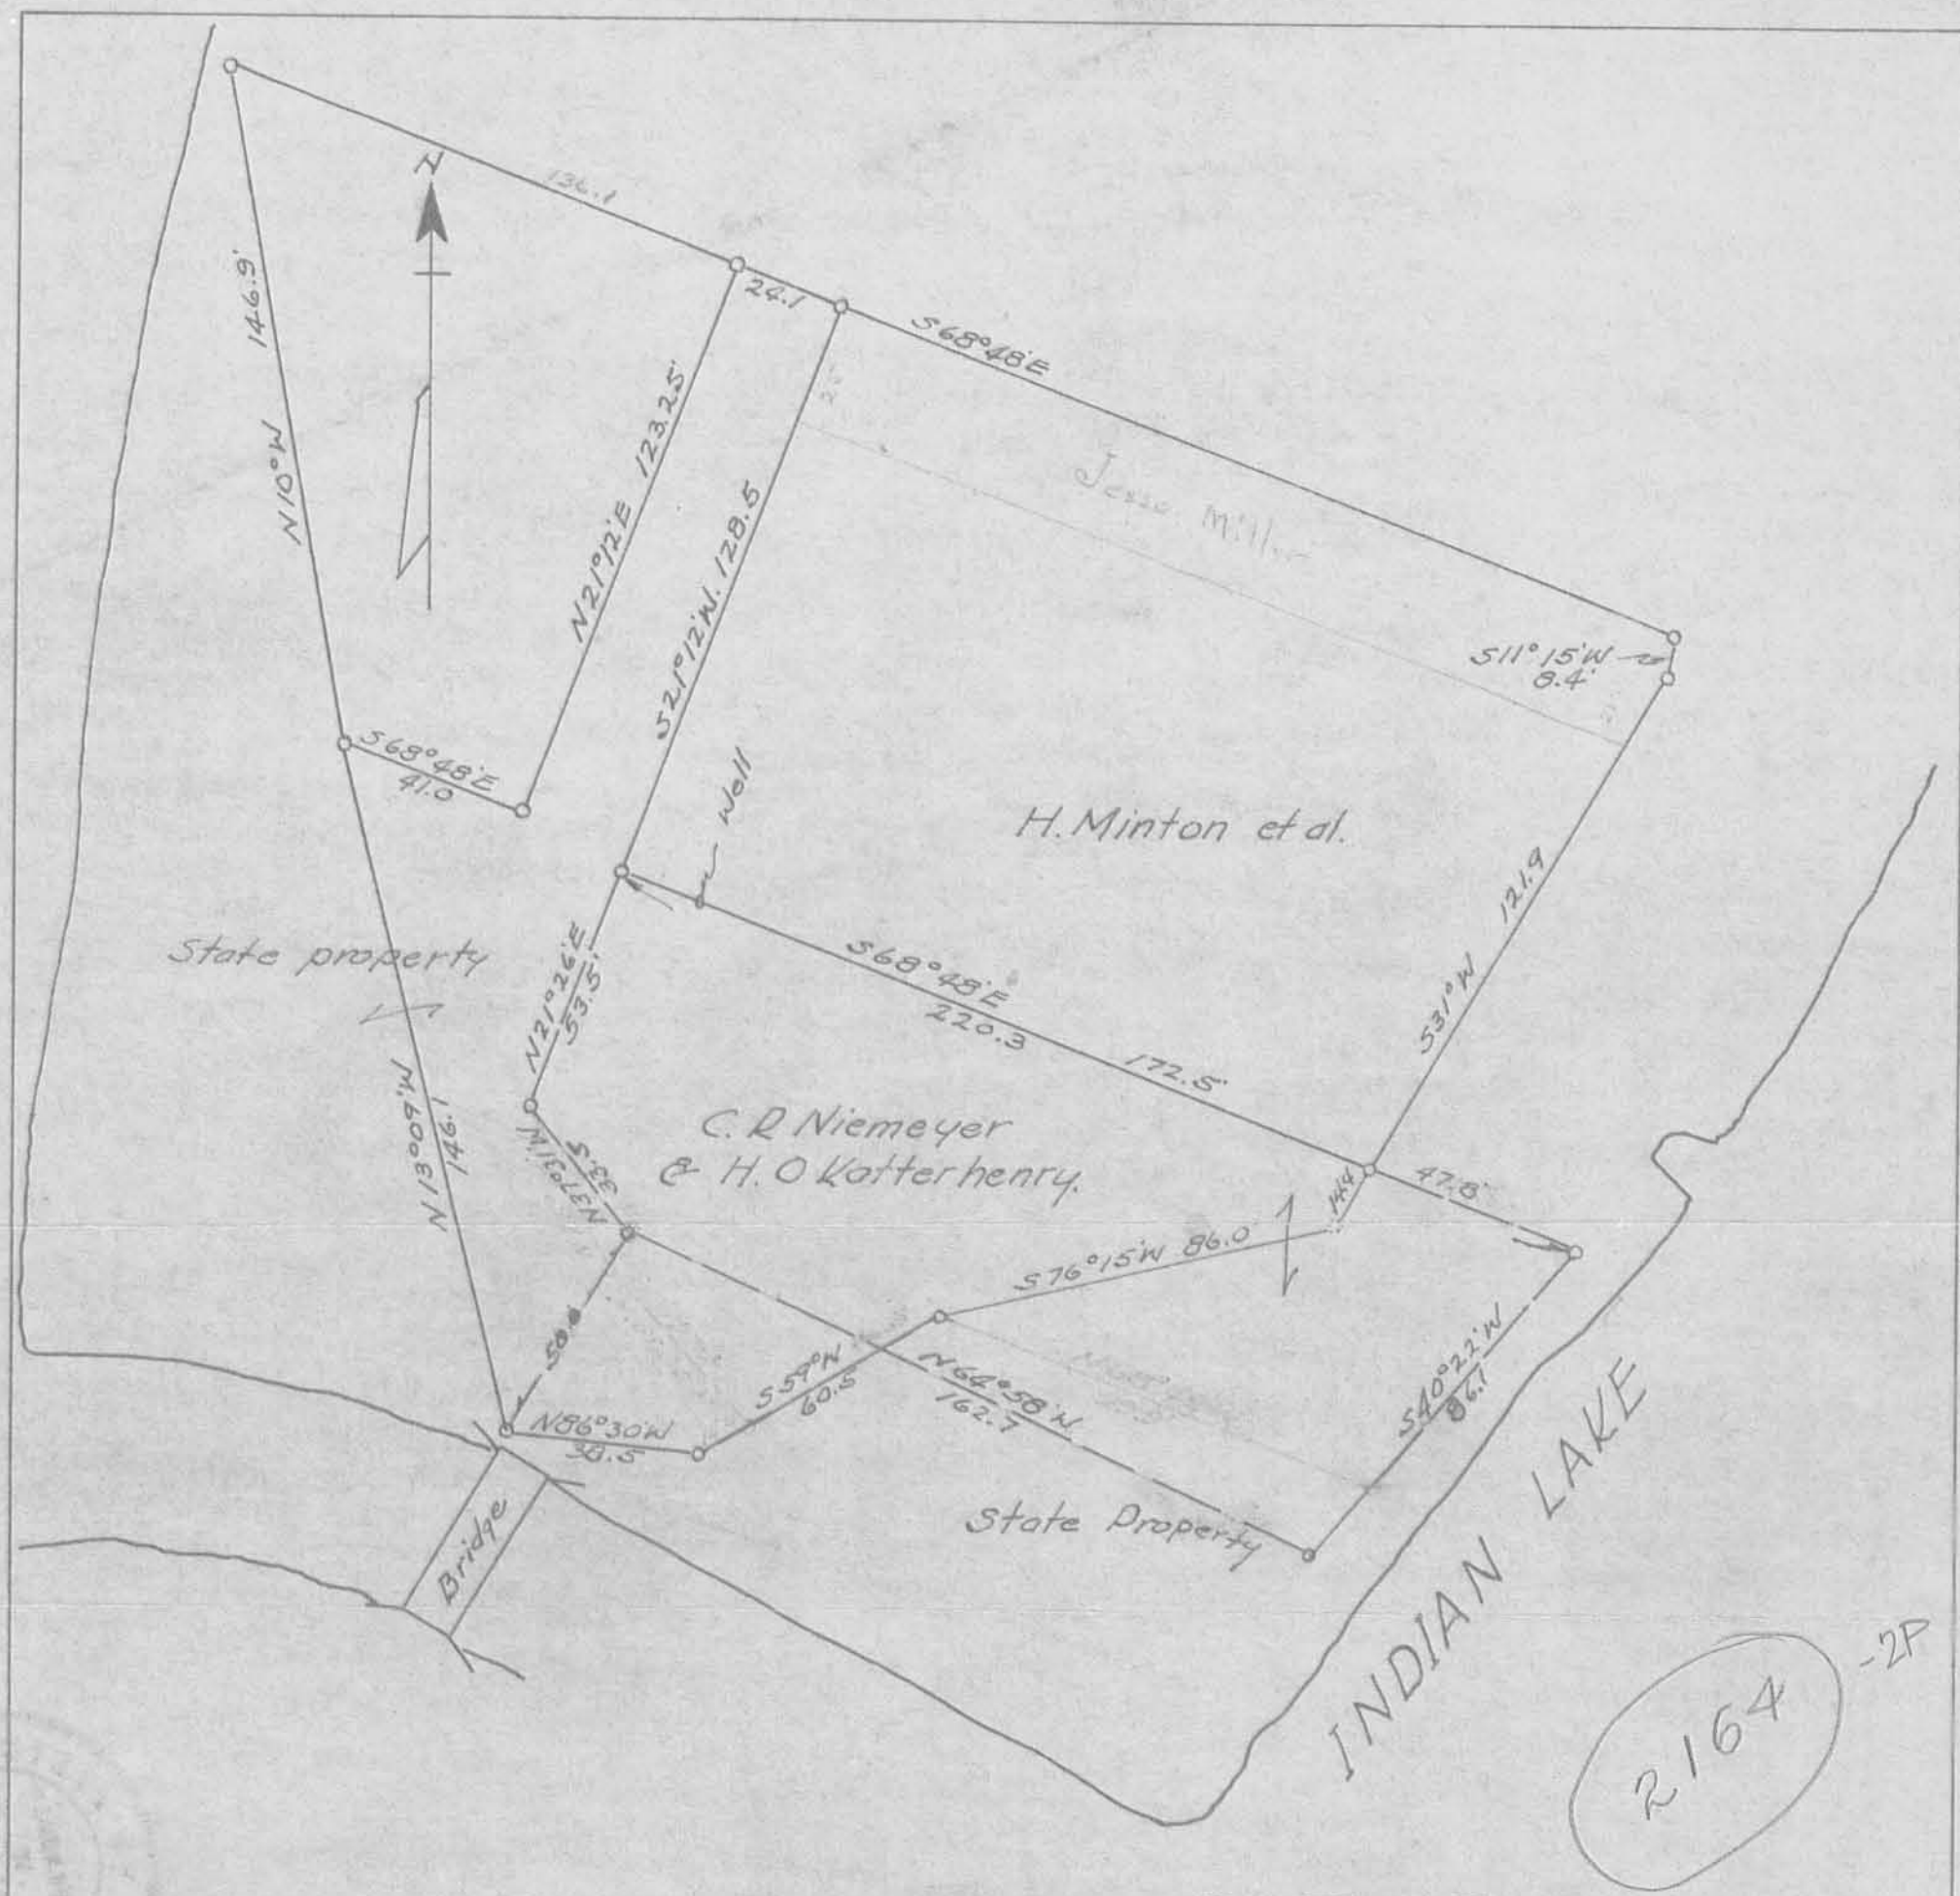 N
136.1
24.1
S68°48'E
146.9'
N10°W
N21°12'E 123.25'
S21°12'W. 128.5
Jesse Miller
S11°15'W
8.4'
S68°48'E
41.0
Well
H. Minton et al.
S31°W 121.9
State property
N21°26'E
53.5'
S68°48'E
220.3
172.5'
N13°09'W
146.1
C. R Niemeyer
& H. O Katterhenry.
N37°31'W
33.5
14.4
47.8'
S76°15'W 86.0
50.0
S59°W
60.5
N64°58'W
162.7
S40°22'W
86.1
N86°30'W
38.5
State Property
Bridge
INDIAN LAKE
2164
-2P